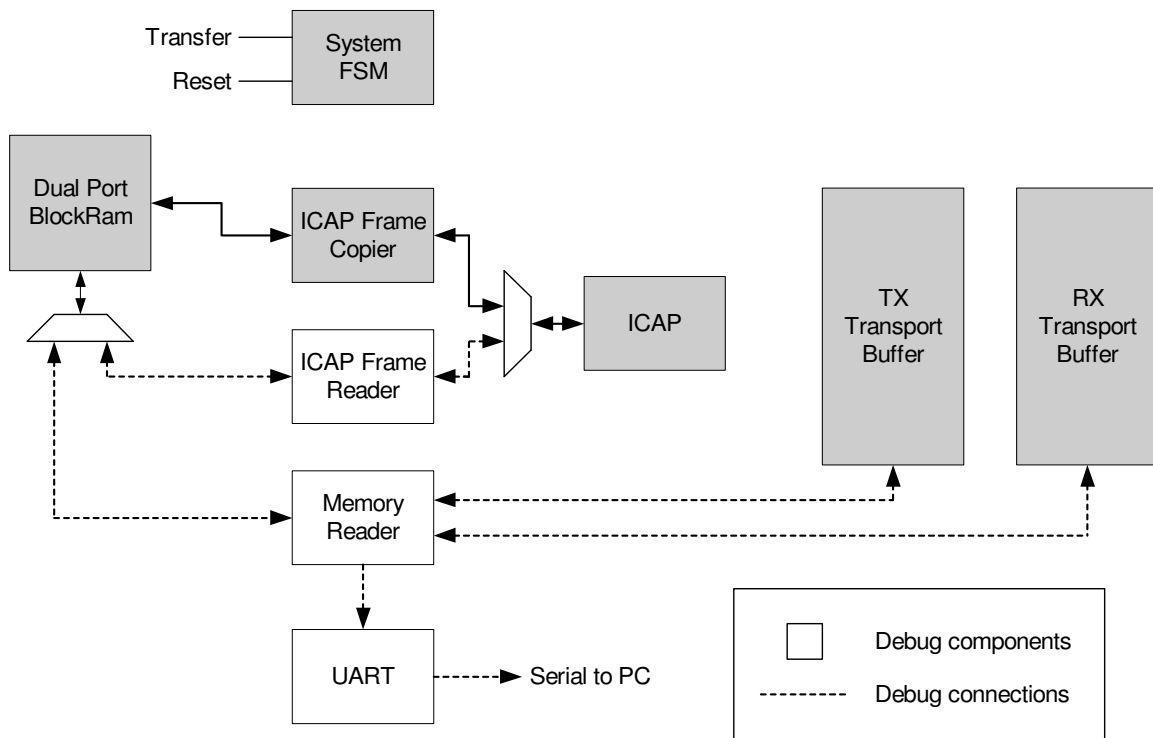 Transfer
Reset
System
FSM
Dual Port
BlockRam
ICAP Frame
Copier
ICAP
TX
Transport
Buffer
RX
Transport
Buffer
ICAP Frame
Reader
Memory
Reader
UART
Serial to PC
Debug components
Debug connections